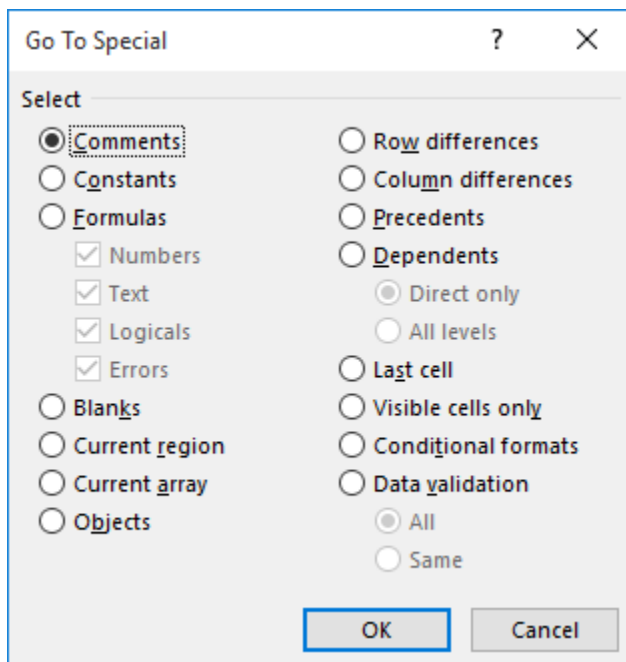 Go To Special
?
Select
Comments
Constants
Formulas
Numbers
Text
Logicals
Errors
Blanks
Current region
Current array
Objects
Row differences
Column differences
Precedents
Dependents
Direct only
All levels
Last cell
Visible cells only
Conditional formats
Data validation
All
Same
OK
Cancel